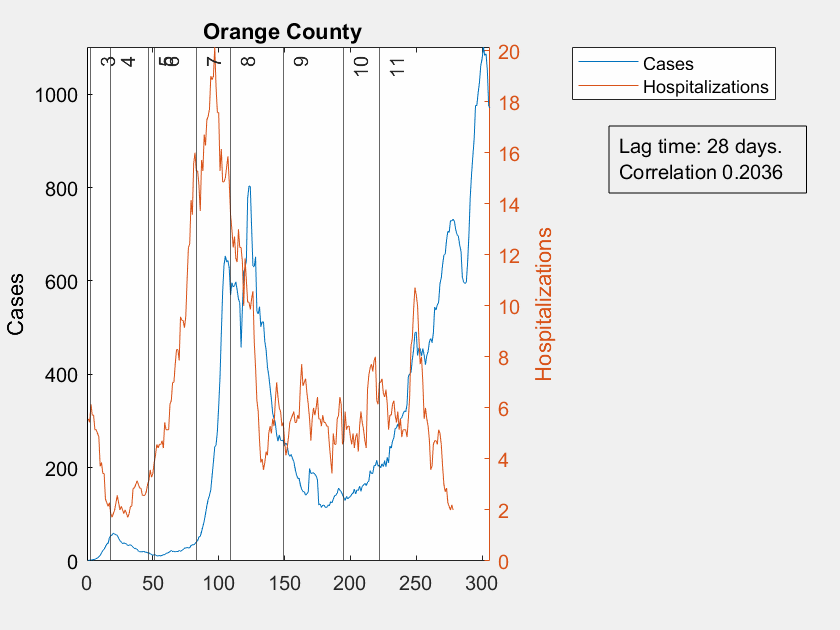 Orange County
3 4 5 6 7 8 9 10 11
Cases
Hospitalizations
Lag time: 28 days.
Correlation 0.2036
1000
800
600
400
200
0
Cases
20
18
16
14
12
10
8
6
4
2
0
Hospitalizations
0 50 100 150 200 250 300